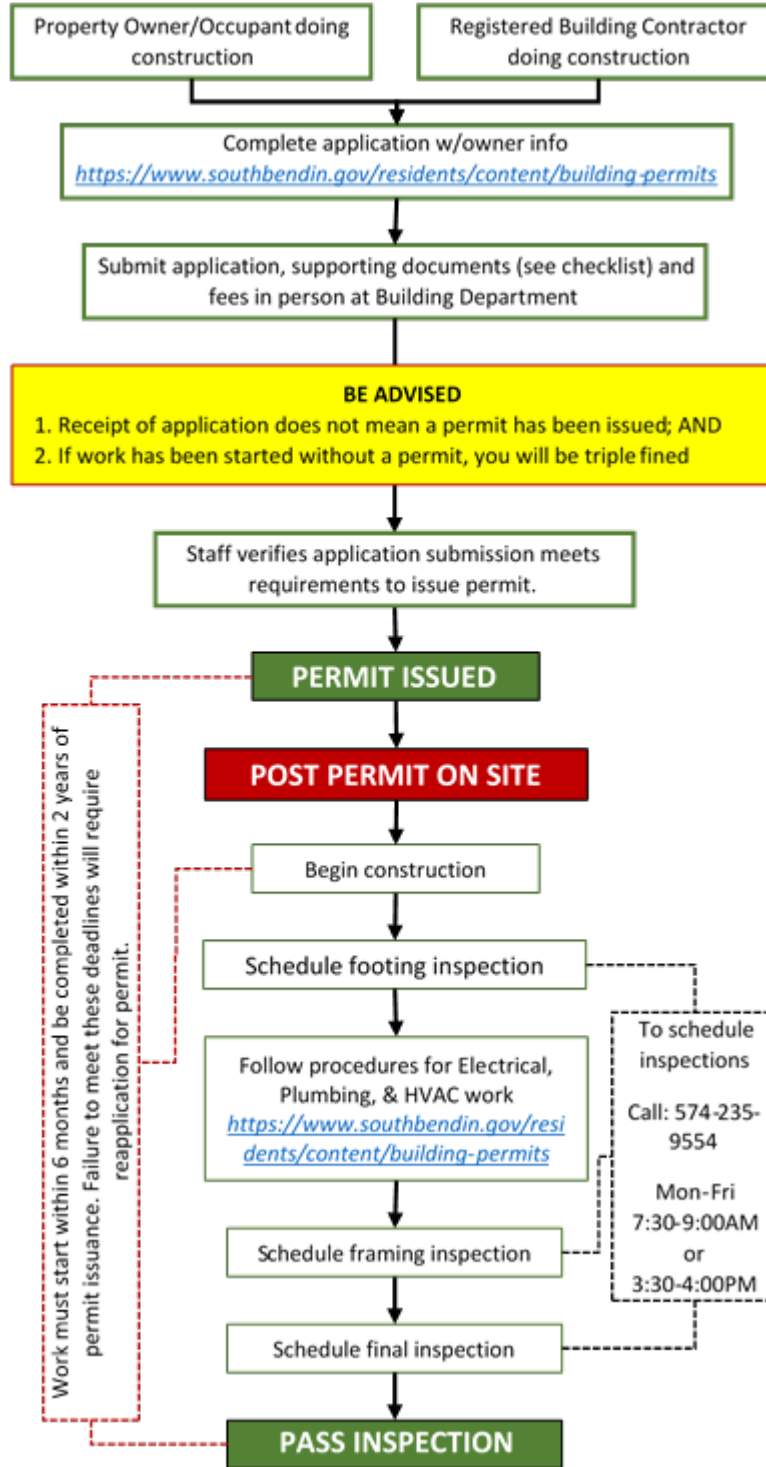 Property Owner/Occupant doing
construction
Registered Building Contractor
doing construction
Complete application w/owner info
https://www.southbendin.gov/residents/content/building-permits
Submit application, supporting documents (see checklist) and
fees in person at Building Department
BE ADVISED
1. Receipt of application does not mean a permit has been issued; AND
2. If work has been started without a permit, you will be triple fined
Staff verifies application submission meets
requirements to issue permit.
PERMIT ISSUED
POST PERMIT ON SITE
Work must start within 6 months and be completed within 2 years of
permit issuance. Failure to meet these deadlines will require
reapplication for permit.
Begin construction
Schedule footing inspection
Follow procedures for Electrical,
Plumbing, & HVAC work
https://www.southbendin.gov/resi
dents/content/building-permits
To schedule
inspections
Call: 574-235-
9554
Mon-Fri
7:30-9:00AM
or
3:30-4:00PM
Schedule framing inspection
Schedule final inspection
PASS INSPECTION